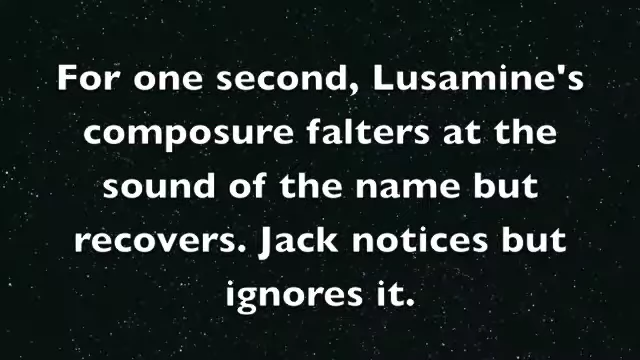 For one second, Lusamine's
composure falters at the
sound of the name but
recovers. Jack notices but
ignores it.